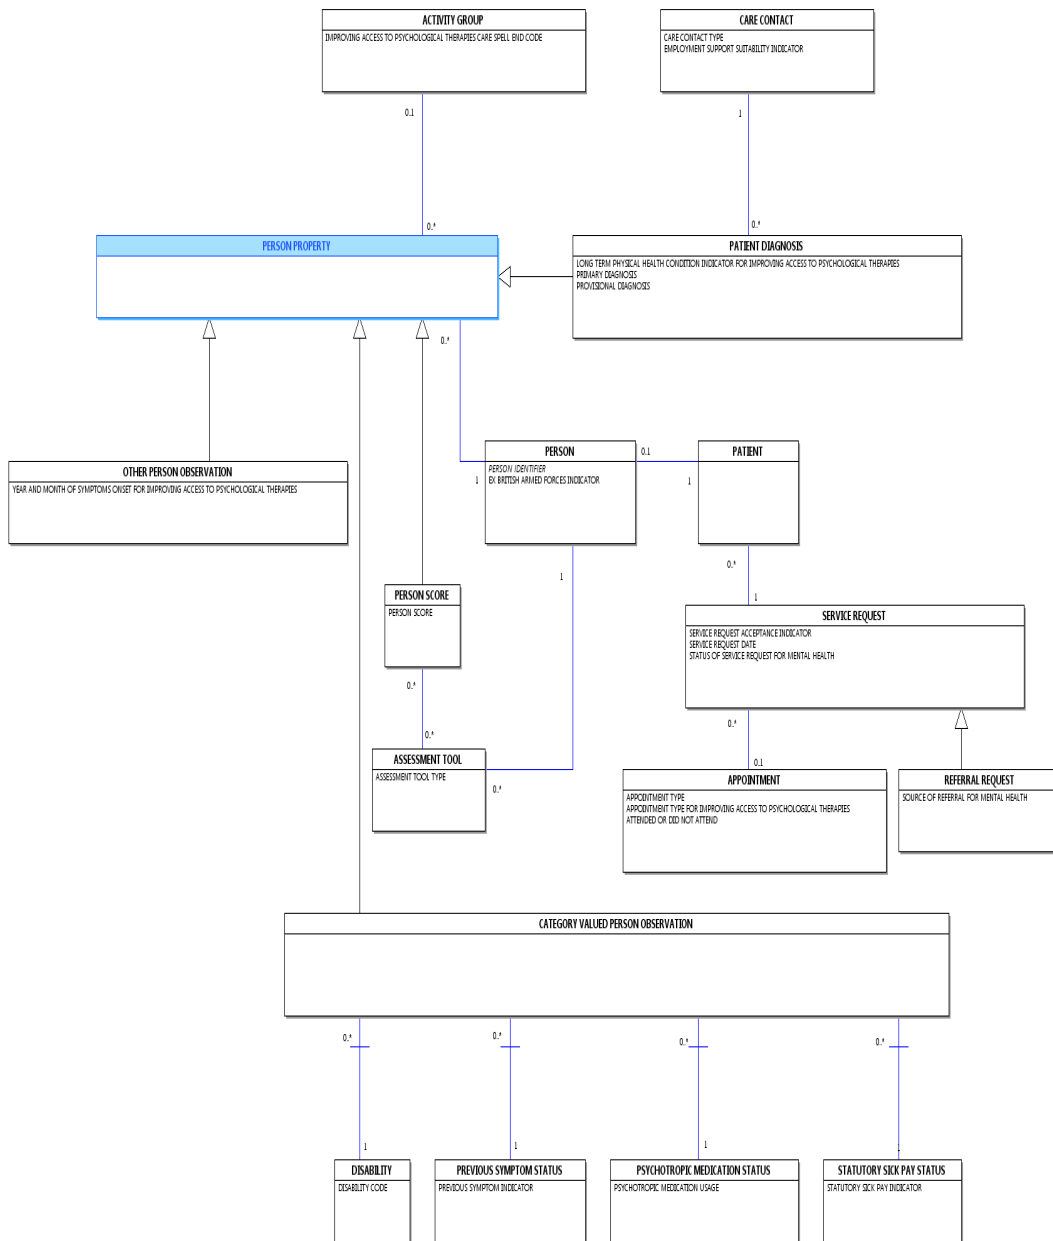 ACTIVITY GROUP
IMPROVING ACCESS TO PSYCHOLOGICAL THERAPIES CARE SPELL END CODE
CARE CONTACT
CARE CONTACT TYPE
EMPLOYMENT SUPPORT SUITABILITY INDICATOR
0..1
1
0..*
0..*
PERSON PROPERTY
PATIENT DIAGNOSIS
LONG TERM PHYSICAL HEALTH CONDITION INDICATOR FOR IMPROVING ACCESS TO PSYCHOLOGICAL THERAPIES
PRIMARY DIAGNOSIS
PROVISIONAL DIAGNOSIS
0..*
OTHER PERSON OBSERVATION
YEAR AND MONTH OF SYMPTOMS ONSET FOR IMPROVING ACCESS TO PSYCHOLOGICAL THERAPIES
PERSON
PERSON IDENTIFIER
EX BRITISH ARMED FORCES INDICATOR
0..1
PATIENT
1
1
1
0..*
1
PERSON SCORE
PERSON SCORE
SERVICE REQUEST
SERVICE REQUEST ACCEPTANCE INDICATOR
SERVICE REQUEST DATE
STATUS OF SERVICE REQUEST FOR MENTAL HEALTH
0..*
0..*
0..*
0..1
ASSESSMENT TOOL
ASSESSMENT TOOL TYPE
0..*
APPOINTMENT
APPOINTMENT TYPE
APPOINTMENT TYPE FOR IMPROVING ACCESS TO PSYCHOLOGICAL THERAPIES
ATTENDED OR DID NOT ATTEND
REFERRAL REQUEST
SOURCE OF REFERRAL FOR MENTAL HEALTH
CATEGORY VALUED PERSON OBSERVATION
0..*
0..*
0..*
0..*
1
1
1
1
DISABILITY
DISABILITY CODE
PREVIOUS SYMPTOM STATUS
PREVIOUS SYMPTOM INDICATOR
PSYCHOTROPIC MEDICATION STATUS
PSYCHOTROPIC MEDICATION USAGE
STATUTORY SICK PAY STATUS
STATUTORY SICK PAY INDICATOR